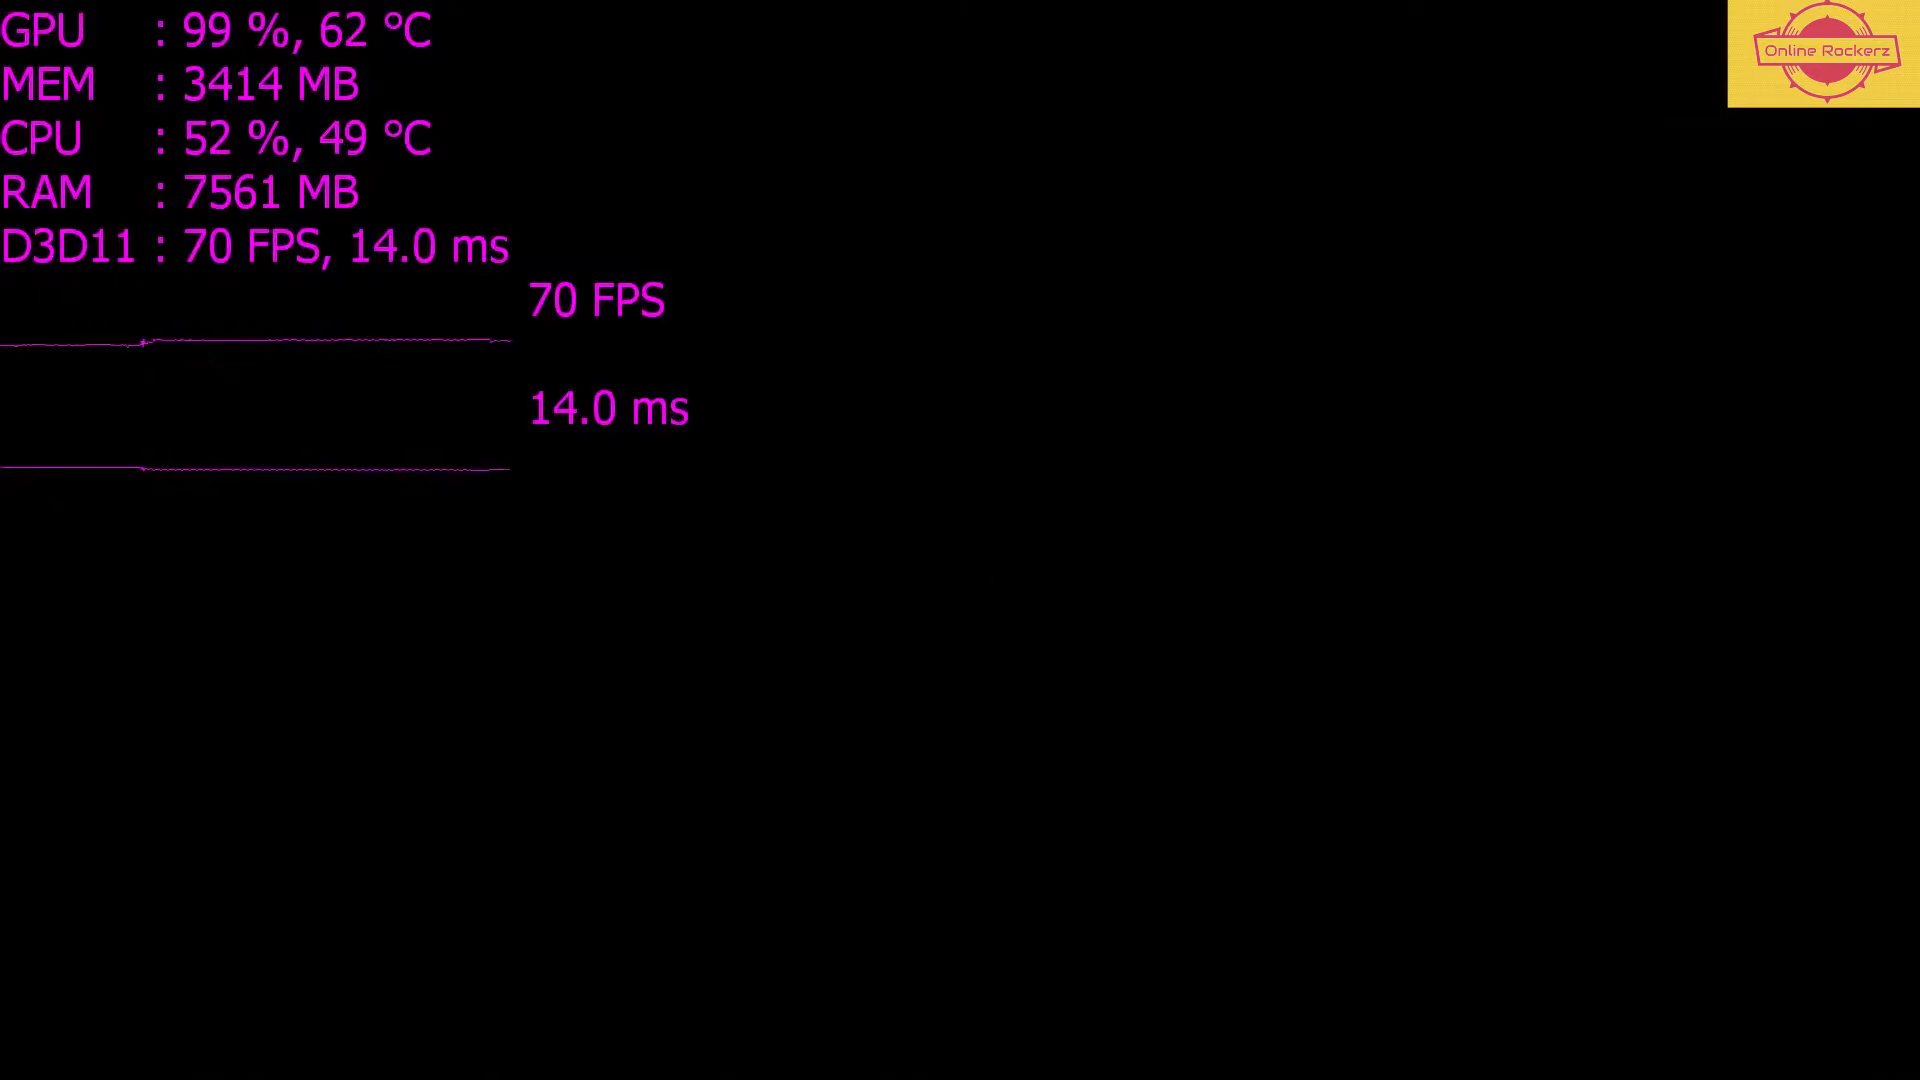 GPU : 99 %, 62 °C
MEM : 3414 MB
CPU : 52 %, 49 °C
RAM : 7561 MB
D3D11 : 70 FPS, 14.0 ms
70 FPS
14.0 ms
Online Rockerz